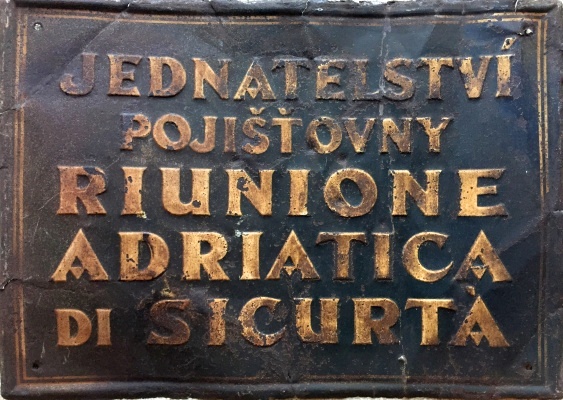 JEDNATELSTVÍ
POJIŠŤOVNY
RIUNIONE
ADRIATICA
DI SICURTÀ